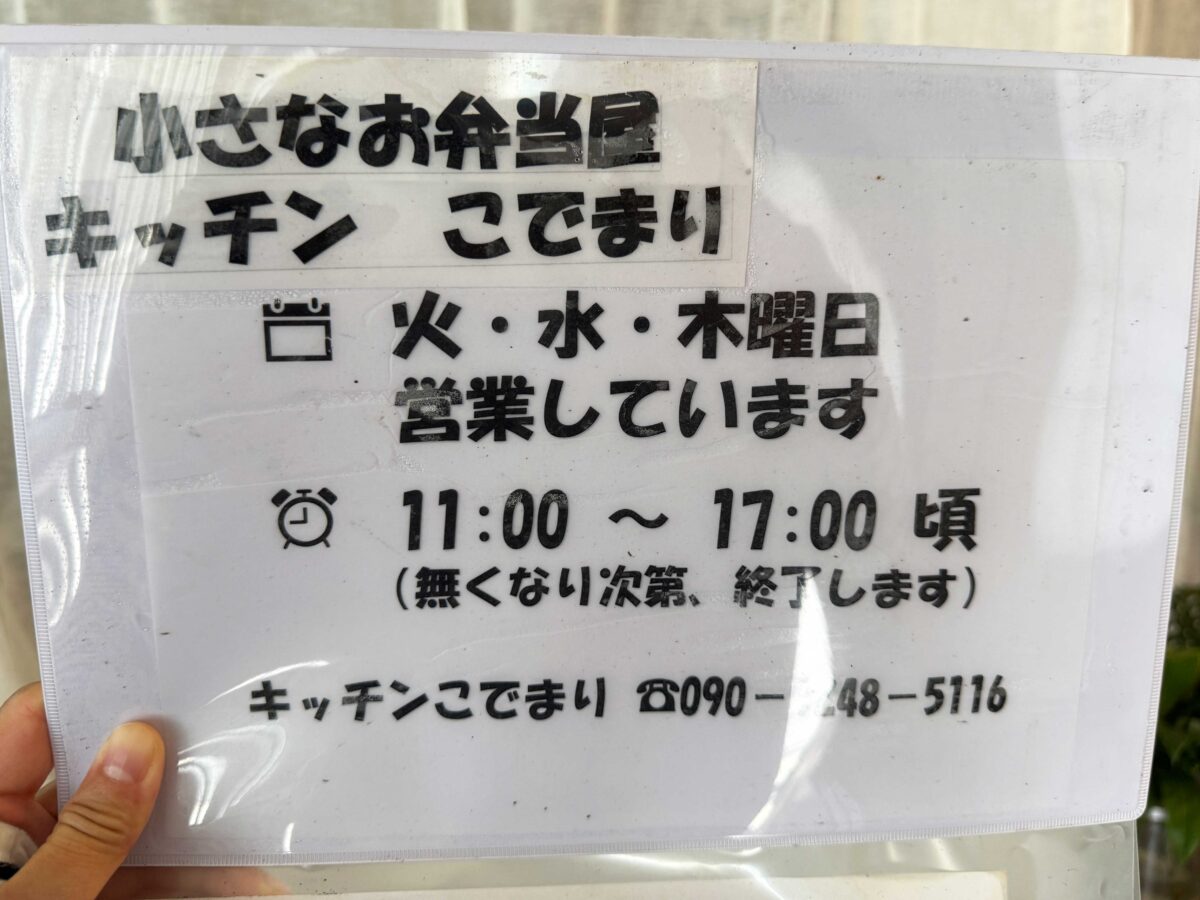 小さなお弁当屋
キッチン こでまり
火・水・木曜日
営業しています
11:00 ～ 17:00 頃
(無くなり次第、終了します)
キッチンこでまり ☎090- 248-5116